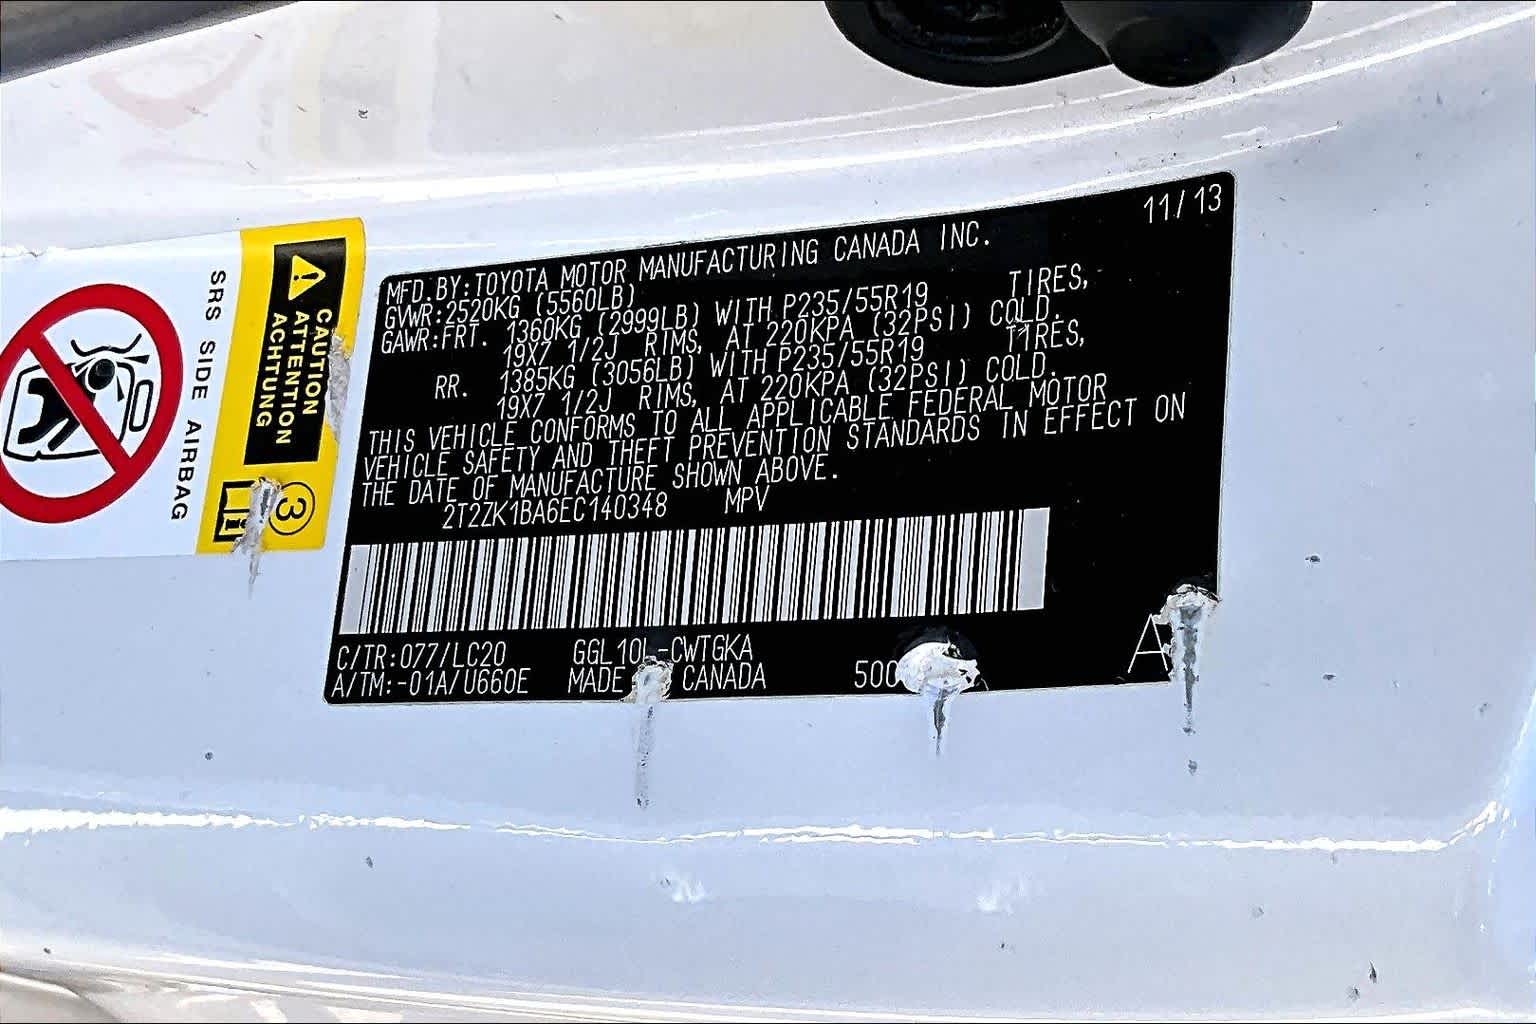 11/13
MFD.BY:TOYOTA MOTOR MANUFACTURING CANADA INC.
GVWR:2520KG (5560LB)
GAWR:FRT. 1360KG (2999LB) WITH P235/55R19 TIRES,
19X7 1/2J RIMS, AT 220KPA (32PSI) COLD.
RR. 1385KG (3056LB) WITH P235/55R19 TIRES,
19X7 1/2J RIMS, AT 220KPA (32PSI) COLD.
THIS VEHICLE CONFORMS TO ALL APPLICABLE FEDERAL MOTOR
VEHICLE SAFETY AND THEFT PREVENTION STANDARDS IN EFFECT ON
THE DATE OF MANUFACTURE SHOWN ABOVE.
2T2ZK1BA6EC140348 MPV
C/TR:077/LC20 GGL10L-CWTGKA
A/TM:-01A/U660E MADE CANADA 500 A
CAUTION
ATTENTION
ACHTUNG
3
SRS SIDE AIRBAG